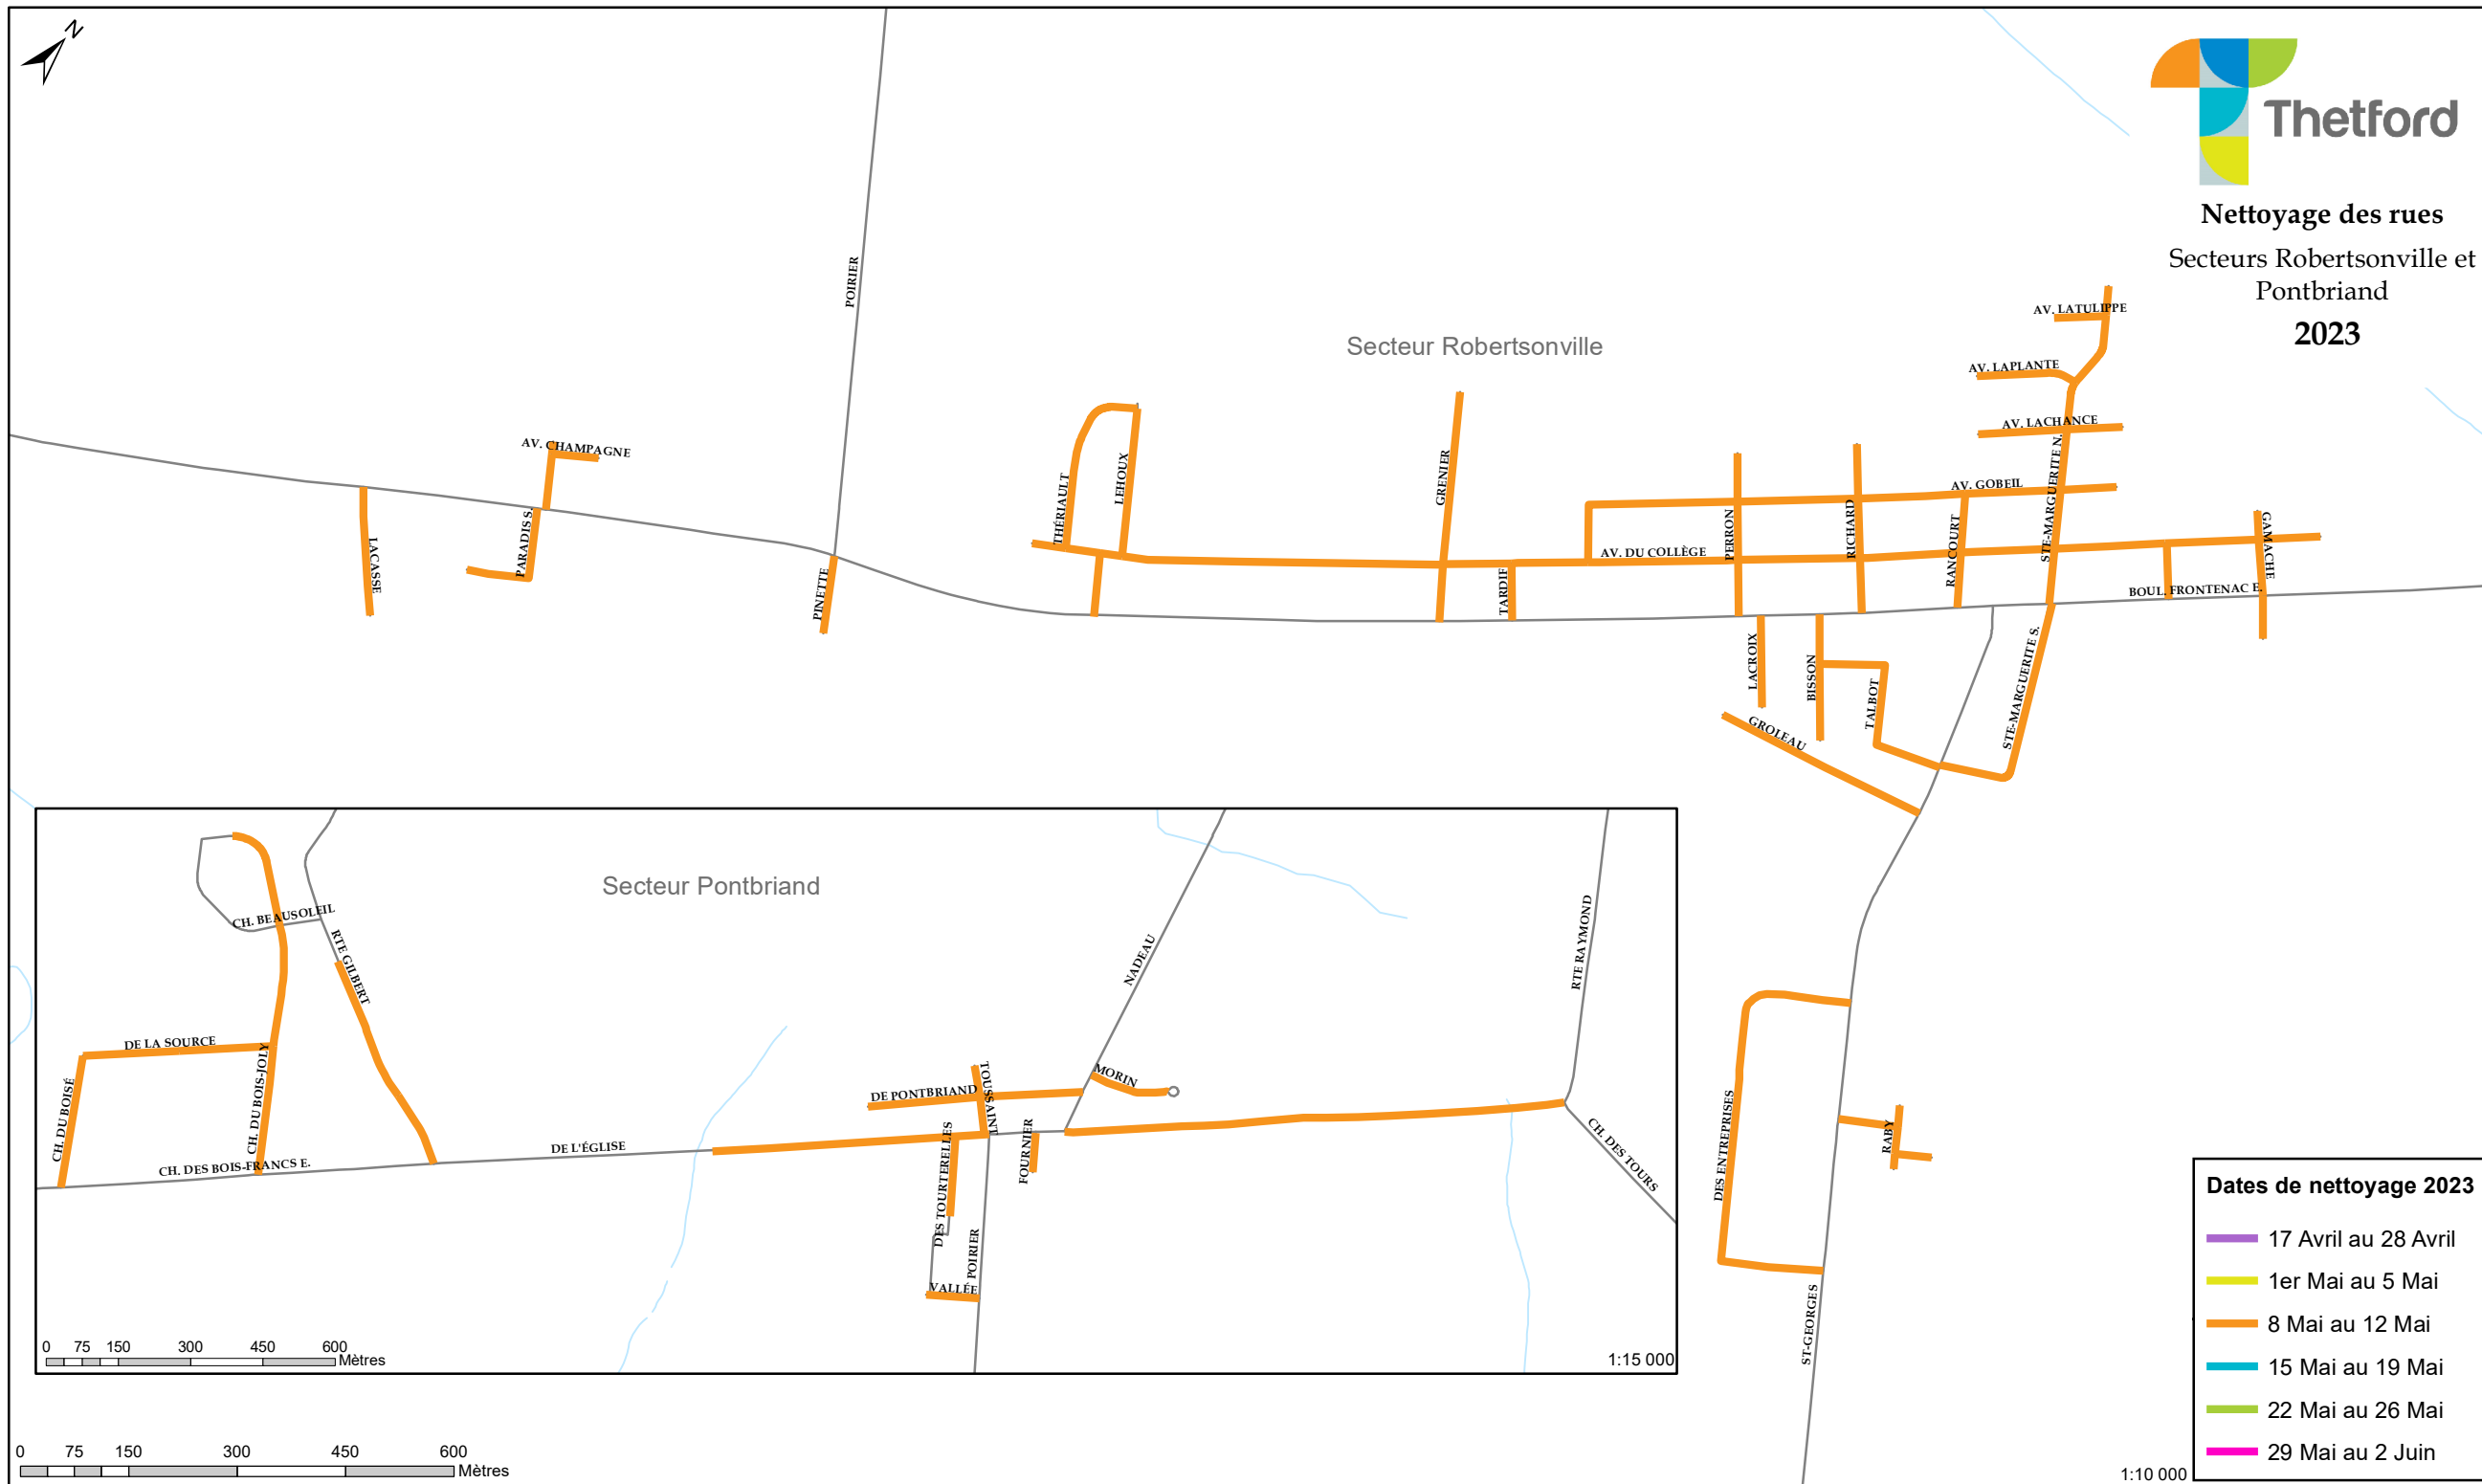 N
Thetford
Nettoyage des rues
Secteurs Robertsonville et
Pontbriand
2023
POIRIER
Secteur Robertsonville
AV. LATULIPPE
AV. LAPLANTE
AV. LACHANCE
AV. CHAMPAGNE
THÉRIAULT
LEHOUX
GRENIER
STE-MARGUERITE N.
AV. GOBEIL
PERRON
RICHARD
RANCOURT
GAMACHE
LACASSE
PARADIS S.
PINETTE
AV. DU COLLÈGE
TARDIF
BOUL. FRONTENAC E.
LACROIX
BISSON
TALBOT
STE-MARGUERITE S.
GROLEAU
Secteur Pontbriand
CH. BEAUSOLEIL
RTE GILBERT
NADEAU
RTE RAYMOND
DE LA SOURCE
CH. DU BOISÉ
CH. DU BOIS-JOLY
CH. DES BOIS-FRANCS E.
DE L'ÉGLISE
DE PONTBRIAND
TOUSSAINT
MORIN
FOURNIER
DES TOURTERELLES
POIRIER
VALLÉE
CH. DES TOURS
DES ENTREPRISES
RABY
ST-GEORGES
0 75 150 300 450 600
Mètres
1:15 000
Dates de nettoyage 2023
17 Avril au 28 Avril
1er Mai au 5 Mai
8 Mai au 12 Mai
15 Mai au 19 Mai
22 Mai au 26 Mai
29 Mai au 2 Juin
0 75 150 300 450 600
Mètres
1:10 000